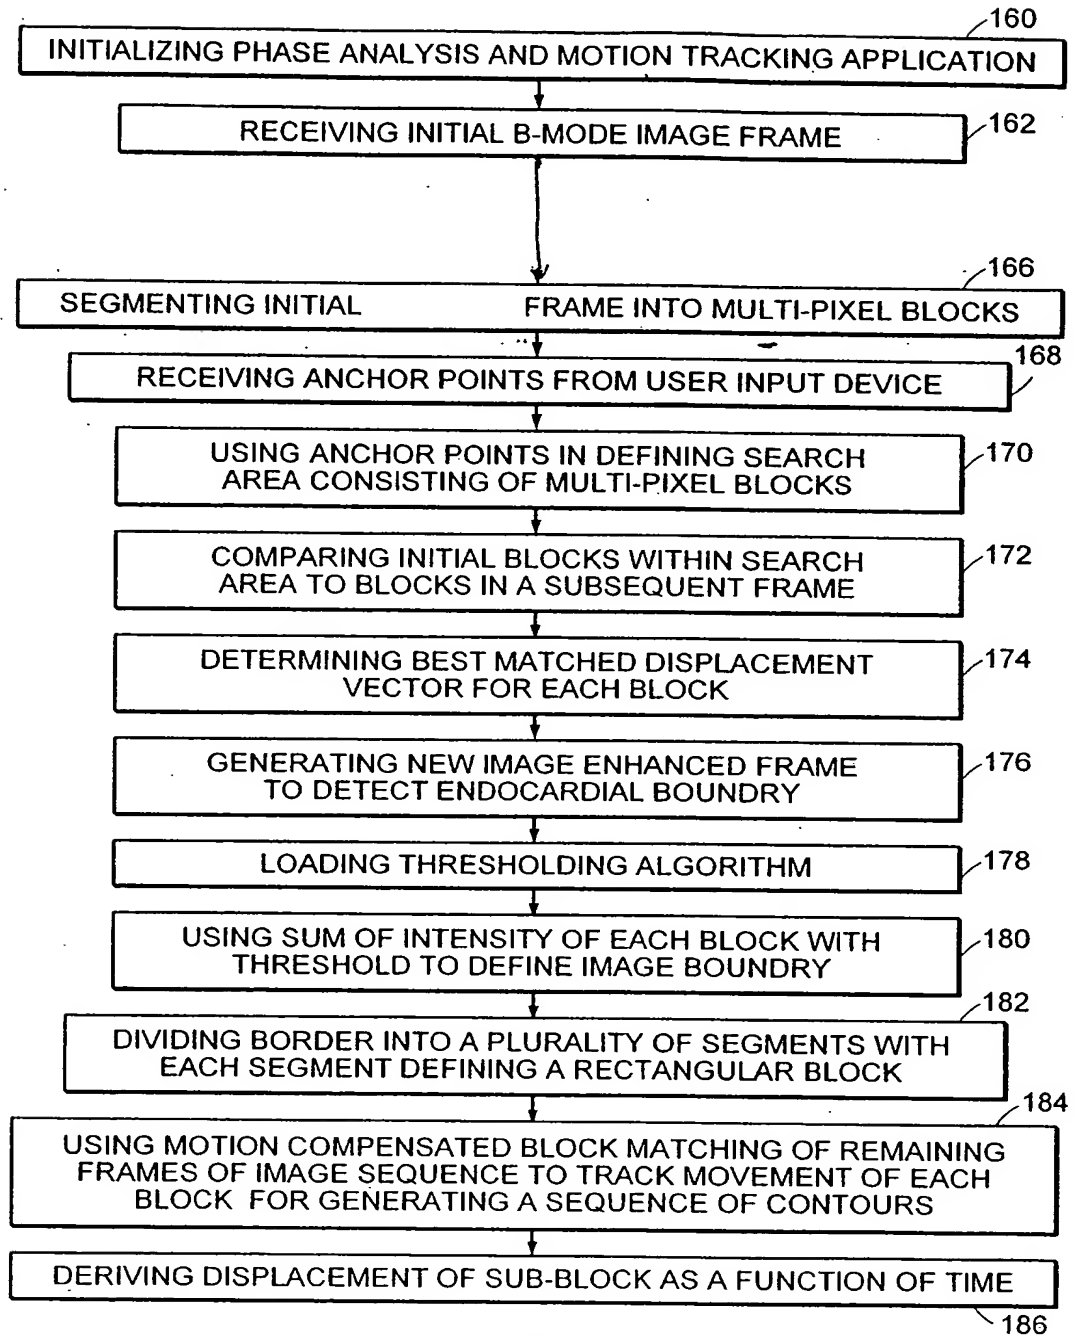 160
INITIALIZING PHASE ANALYSIS AND MOTION TRACKING APPLICATION
162
RECEIVING INITIAL B-MODE IMAGE FRAME
166
SEGMENTING INITIAL FRAME INTO MULTI-PIXEL BLOCKS
168
RECEIVING ANCHOR POINTS FROM USER INPUT DEVICE
170
USING ANCHOR POINTS IN DEFINING SEARCH
AREA CONSISTING OF MULTI-PIXEL BLOCKS
172
COMPARING INITIAL BLOCKS WITHIN SEARCH
AREA TO BLOCKS IN A SUBSEQUENT FRAME
174
DETERMINING BEST MATCHED DISPLACEMENT
VECTOR FOR EACH BLOCK
176
GENERATING NEW IMAGE ENHANCED FRAME
TO DETECT ENDOCARDIAL BOUNDRY
178
LOADING THRESHOLDING ALGORITHM
180
USING SUM OF INTENSITY OF EACH BLOCK WITH
THRESHOLD TO DEFINE IMAGE BOUNDRY
182
DIVIDING BORDER INTO A PLURALITY OF SEGMENTS WITH
EACH SEGMENT DEFINING A RECTANGULAR BLOCK
184
USING MOTION COMPENSATED BLOCK MATCHING OF REMAINING
FRAMES OF IMAGE SEQUENCE TO TRACK MOVEMENT OF EACH
BLOCK FOR GENERATING A SEQUENCE OF CONTOURS
DERIVING DISPLACEMENT OF SUB-BLOCK AS A FUNCTION OF TIME
186